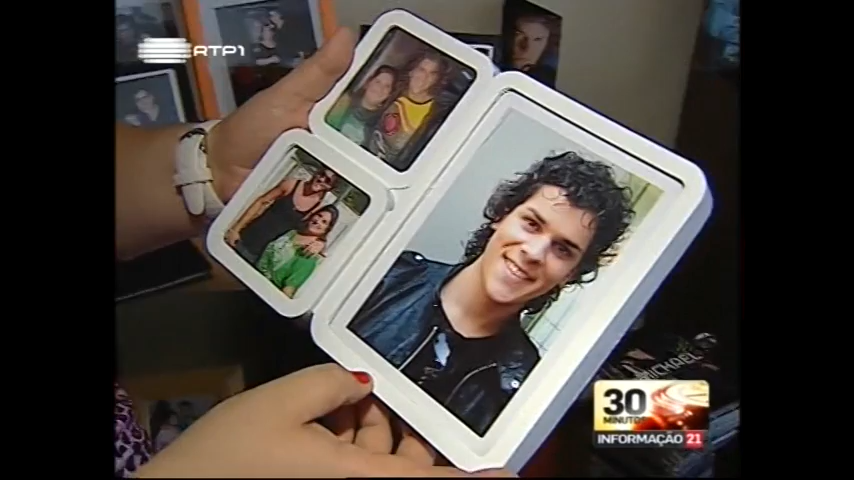 RTP1
MICHAEL
30
MINUTOS
INFORMAÇÃO 21